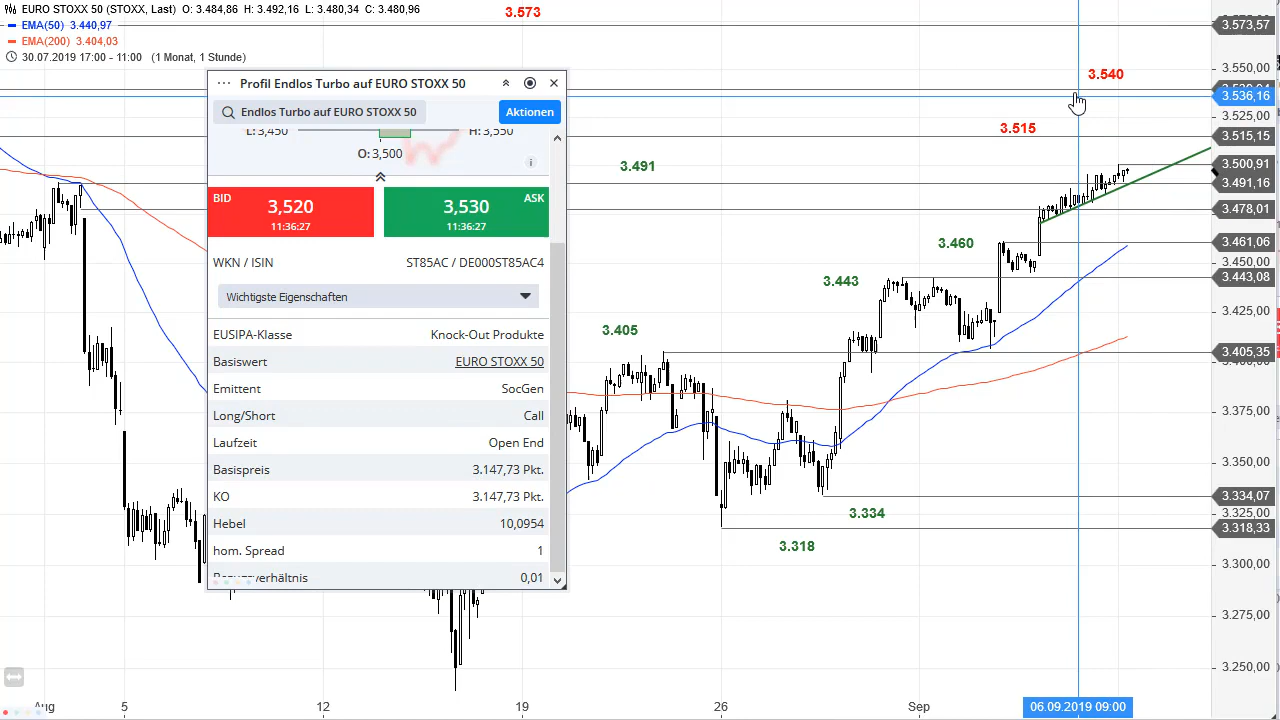 EURO STOXX 50 (STOXX, Last) O: 3.484,86 H: 3.492,16 L: 3.480,34 C: 3.480,96
EMA(50) 3.440,97
EMA(200) 3.404,03
30.07.2019 17:00 - 11:00 (1 Monat, 1 Stunde)
3.573
3.573,57
3.550,00
3.540
3.536,16
3.525,00
3.515
3.515,15
3.500,91
3.491
3.491,16
3.478,01
3.460
3.461,06
3.450,00
3.443
3.443,08
3.425,00
3.405
3.405,35
3.375,00
3.350,00
3.334
3.334,07
3.325,00
3.318
3.318,33
3.300,00
3.275,00
3.250,00
Profil Endlos Turbo auf EURO STOXX 50
Endlos Turbo auf EURO STOXX 50
Aktionen
L: 3,450
H: 3,550
O: 3,500
BID
3,520
11:36:27
ASK
3,530
11:36:27
WKN / ISIN ST85AC / DE000ST85AC4
Wichtigste Eigenschaften
EUSIPA-Klasse Knock-Out Produkte
Basiswert EURO STOXX 50
Emittent SocGen
Long/Short Call
Laufzeit Open End
Basispreis 3.147,73 Pkt.
KO 3.147,73 Pkt.
Hebel 10,0954
hom. Spread 1
Bezugsverhältnis 0,01
Aug 5 12 19 26 Sep 06.09.2019 09:00